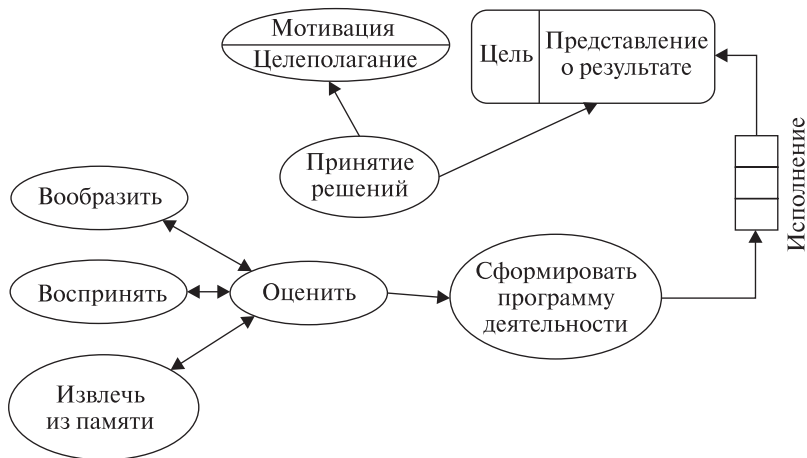 Мотивация
Целеполагание
Цель
Представление
о результате
Принятие
решений
Исполнение
Вообразить
Воспринять
Оценить
Сформировать
программу
деятельности
Извлечь
из памяти